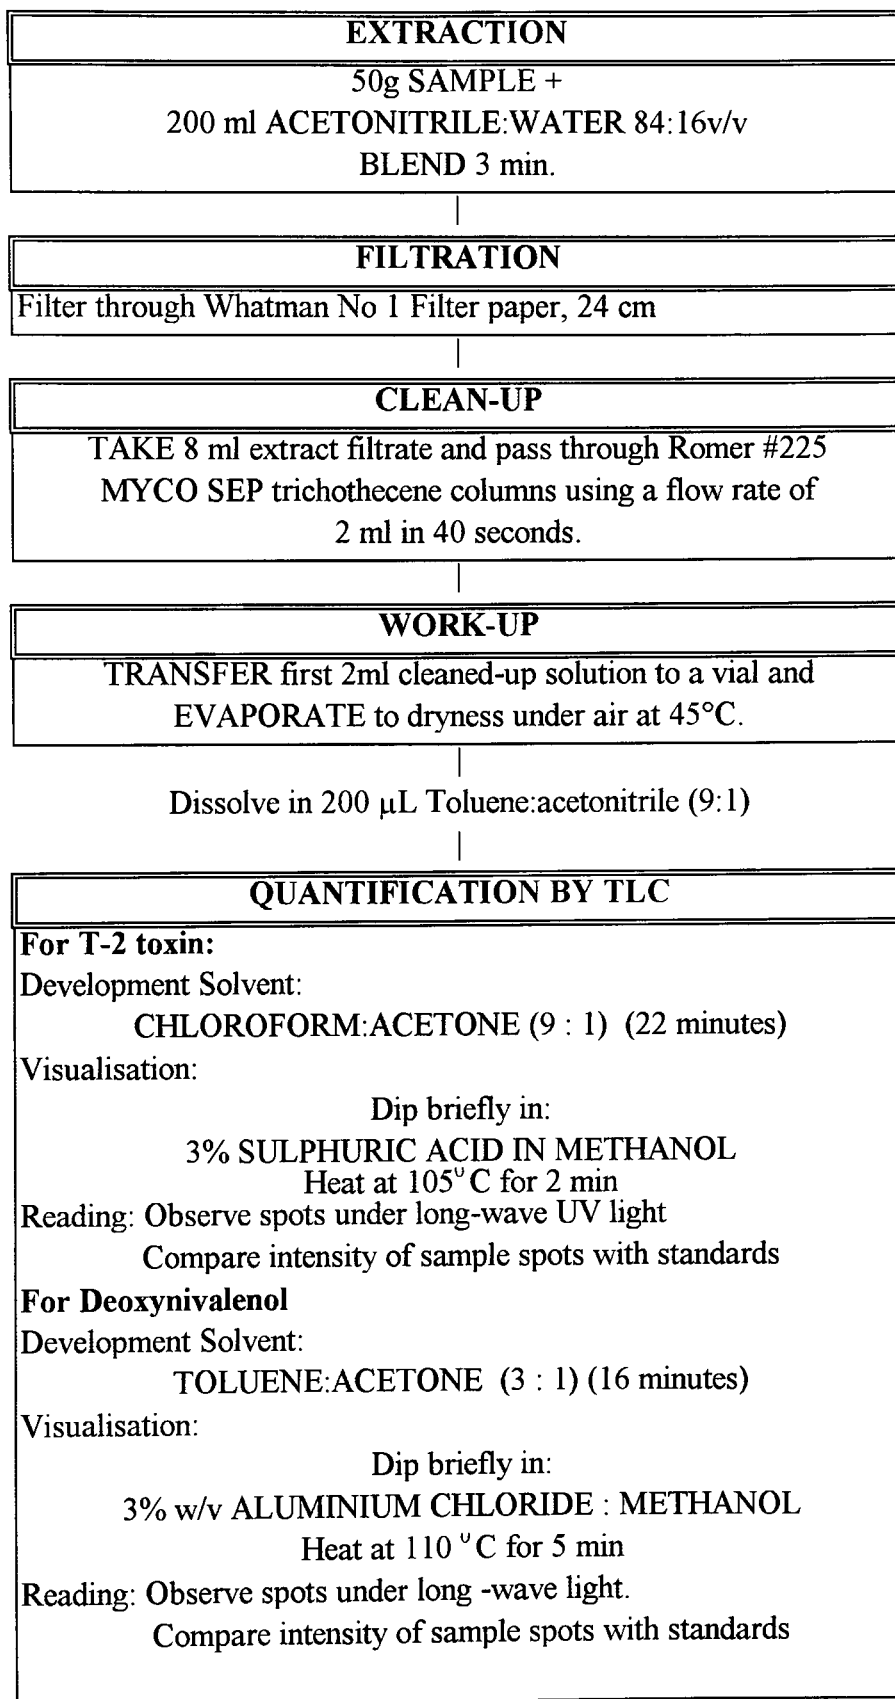 EXTRACTION
50g SAMPLE +
200 ml ACETONITRILE:WATER 84:16v/v
BLEND 3 min.
FILTRATION
Filter through Whatman No 1 Filter paper, 24 cm
CLEAN-UP
TAKE 8 ml extract filtrate and pass through Romer #225
MYCO SEP trichothecene columns using a flow rate of
2 ml in 40 seconds.
WORK-UP
TRANSFER first 2ml cleaned-up solution to a vial and
EVAPORATE to dryness under air at 45°C.
Dissolve in 200 μL Toluene:acetonitrile (9:1)
QUANTIFICATION BY TLC
For T-2 toxin:
Development Solvent:
CHLOROFORM:ACETONE (9 : 1) (22 minutes)
Visualisation:
Dip briefly in:
3% SULPHURIC ACID IN METHANOL
Heat at 105°C for 2 min
Reading: Observe spots under long-wave UV light
Compare intensity of sample spots with standards
For Deoxynivalenol
Development Solvent:
TOLUENE:ACETONE (3 : 1) (16 minutes)
Visualisation:
Dip briefly in:
3% w/v ALUMINIUM CHLORIDE : METHANOL
Heat at 110 °C for 5 min
Reading: Observe spots under long -wave light.
Compare intensity of sample spots with standards